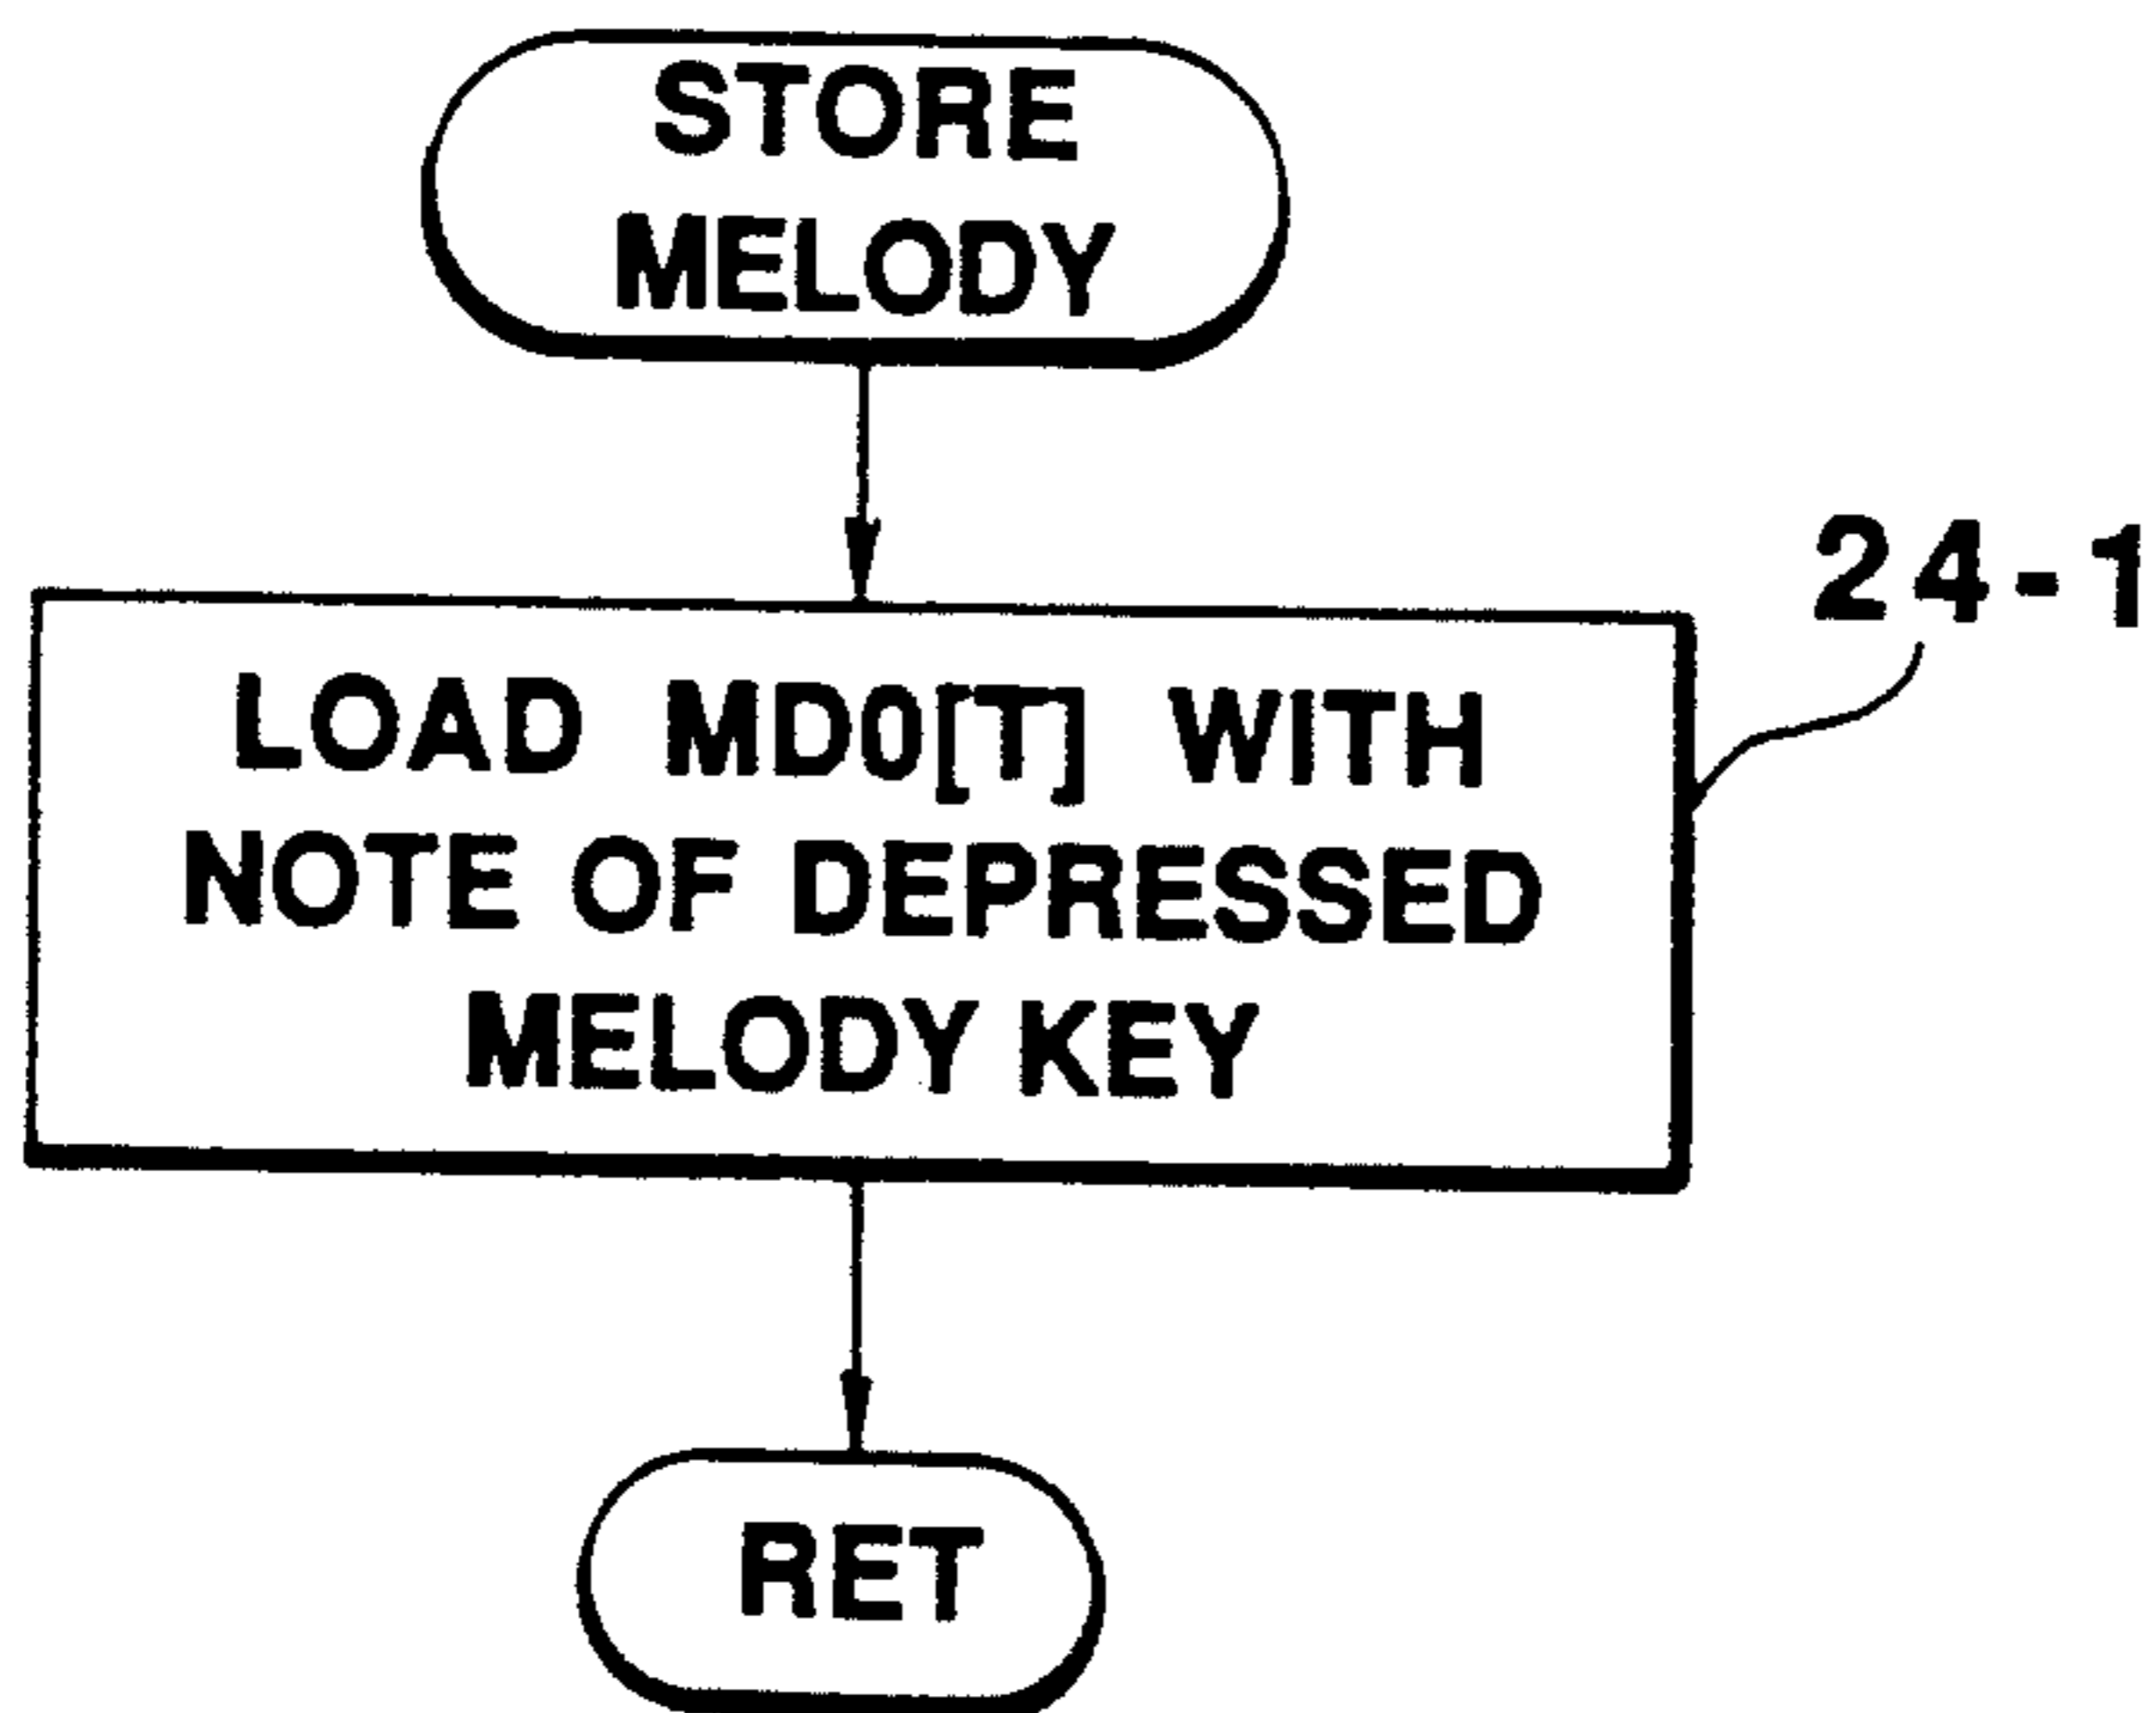 STORE
MELODY
24-1
LOAD MD0[T] WITH
NOTE OF DEPRESSED
MELODY KEY
RET